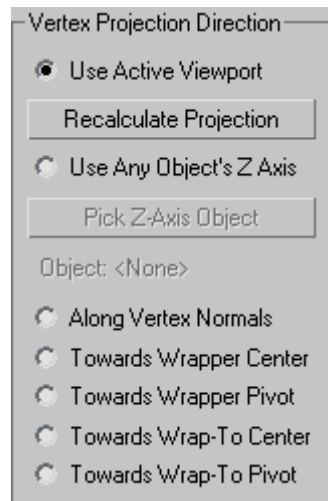 Vertex Projection Direction
Use Active Viewport
Recalculate Projection
Use Any Object's Z Axis
Pick Z-Axis Object
Object: <None>
Along Vertex Normals
Towards Wrapper Center
Towards Wrapper Pivot
Towards Wrap-To Center
Towards Wrap-To Pivot